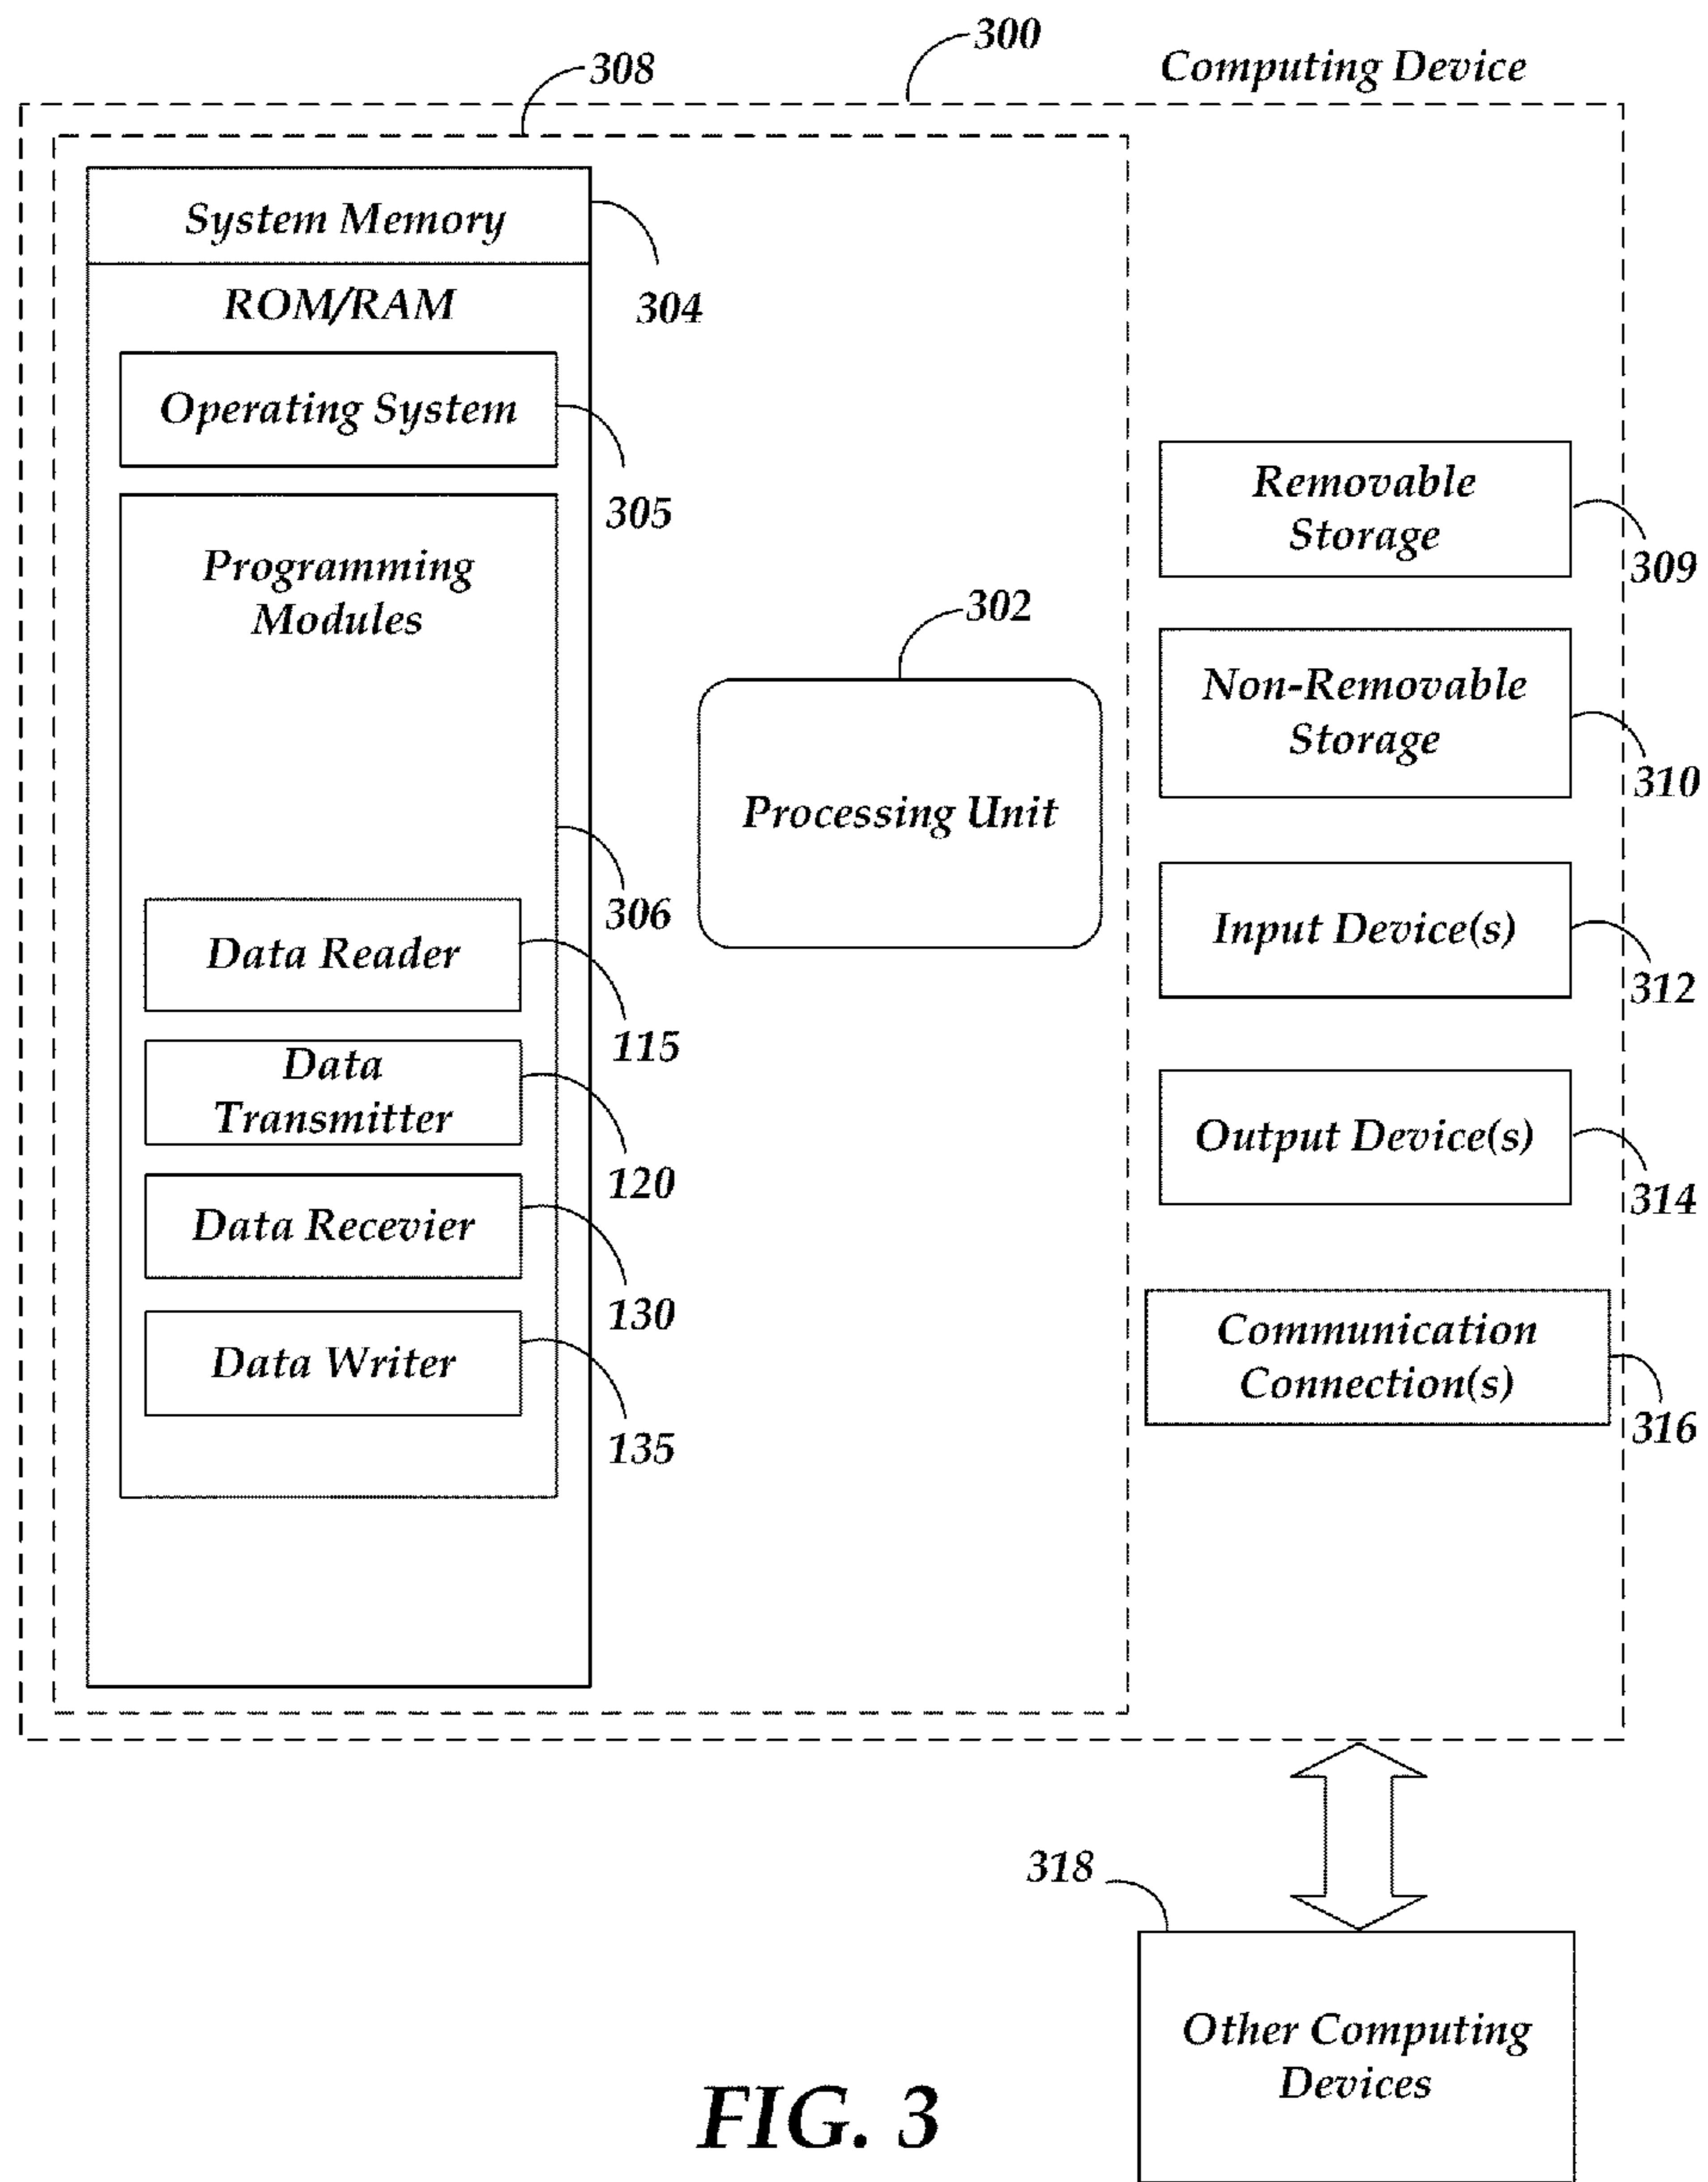 300
Computing Device
308
System Memory
304
ROM/RAM
Operating System
305
Programming
Modules
306
Data Reader
115
Data
Transmitter
120
Data Recevier
130
Data Writer
135
302
Processing Unit
Removable
Storage
309
Non-Removable
Storage
310
Input Device(s)
312
Output Device(s)
314
Communication
Connection(s)
316
318
Other Computing
Devices
FIG. 3